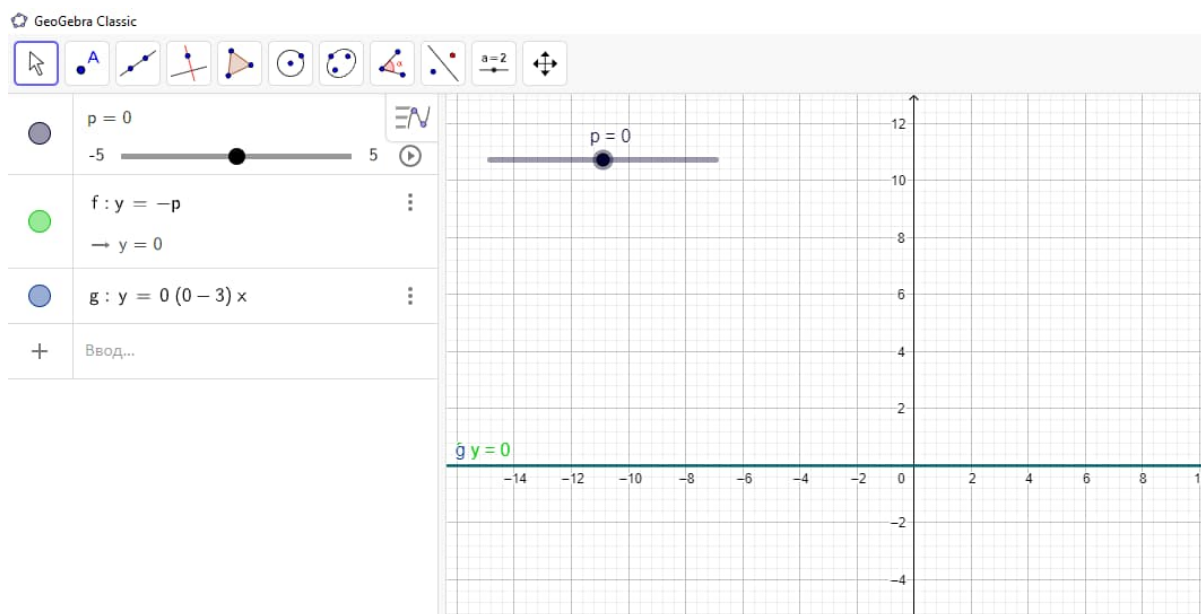 GeoGebra Classic
A
α
a=2
p = 0
-5
5
f : y = −p
→ y = 0
g : y = 0 (0 − 3) x
+
Ввод...
p = 0
12
10
8
6
4
2
g y = 0
−14 −12 −10 −8 −6 −4 −2 0 2 4 6 8 1
−2
−4